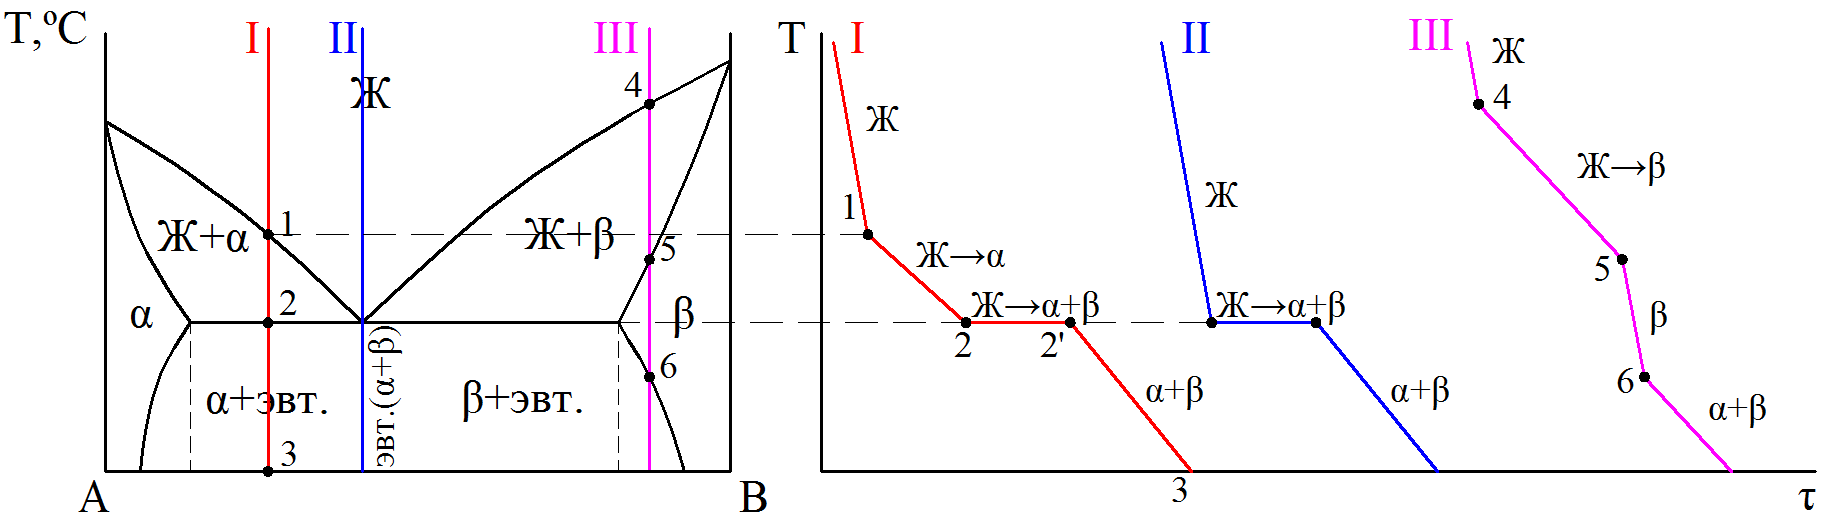 T,ºC
I
II
III
Ж
4
1
Ж+α
Ж+β
5
2
α
β
6
α+эвт.
эвт.(α+β)
β+эвт.
3
A
B
T
I
II
III
Ж
4
Ж
Ж→β
Ж
1
Ж→α
5
Ж→α+β
Ж→α+β
β
2
2'
6
α+β
α+β
α+β
3
τ